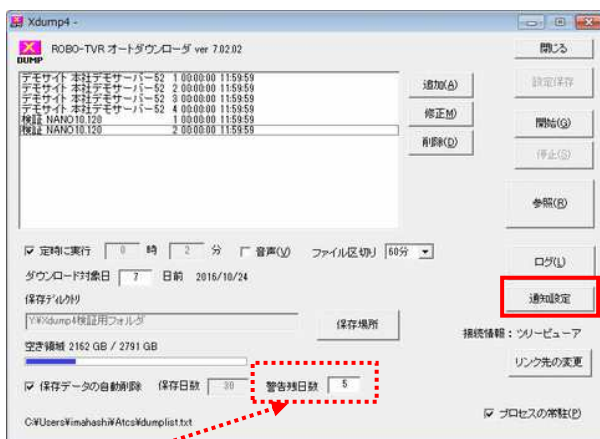 Xdump4 -
X DUMP
ROBO-TVR オートダウンローダ ver 7.02.02
閉じる
デモサイト 本社デモサーバー52 1 00:00:00 11:59:59
デモサイト 本社デモサーバー52 2 00:00:00 11:59:59
デモサイト 本社デモサーバー52 3 00:00:00 11:59:59
デモサイト 本社デモサーバー52 4 00:00:00 11:59:59
検証 NANO10.120 1 00:00:00 11:59:59
検証 NANO10.120 2 00:00:00 11:59:59
追加(A)
設定保存
修正M)
開始(G)
削除(D)
停止(S)
参照(R)
定時に実行 0 時 2 分 音声(V) ファイル区切り 60分
ログ(L)
ダウンロード対象日 7 日前 2016/10/24
通知設定
保存ディレクトリ
Y:¥Xdump4検証用フォルダ
保存場所
接続情報：ツリービューア
空き領域 2162 GB / 2791 GB
リンク先の変更
保存データの自動削除 保存日数 30 警告残日数 5
プロセスの常駐(P)
C:¥Users¥imahashi¥Atcs¥dumplist.txt